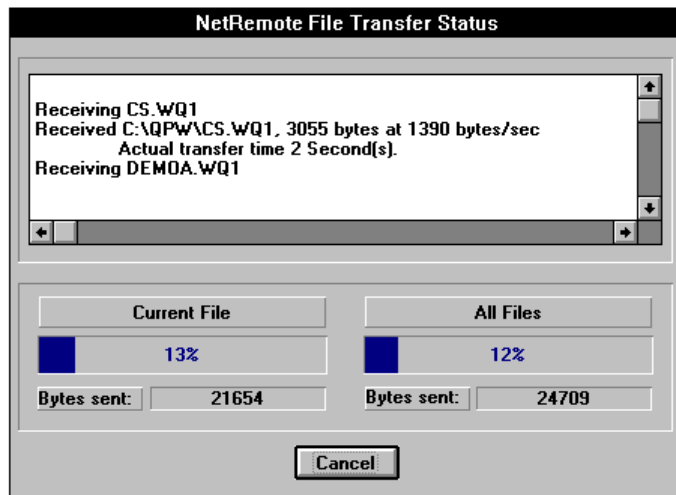 NetRemote File Transfer Status
Receiving CS.WQ1
Received C:\QPW\CS.WQ1, 3055 bytes at 1390 bytes/sec
Actual transfer time 2 Second(s).
Receiving DEMOA.WQ1
Current File
All Files
13%
12%
Bytes sent: 21654
Bytes sent: 24709
Cancel